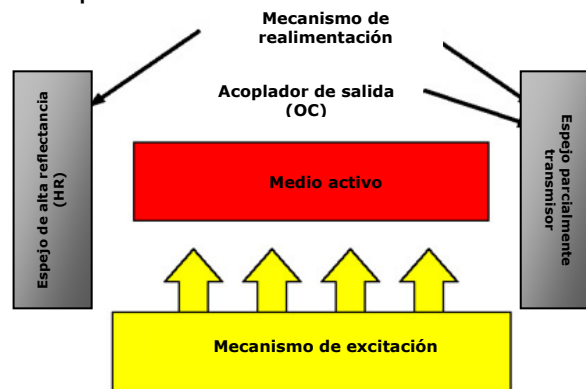 Mecanismo de
realimentación
Acoplador de salida
(OC)
Espejo de alta reflectancia
(HR)
Medio activo
Espejo parcialmente
transmisor
Mecanismo de excitación